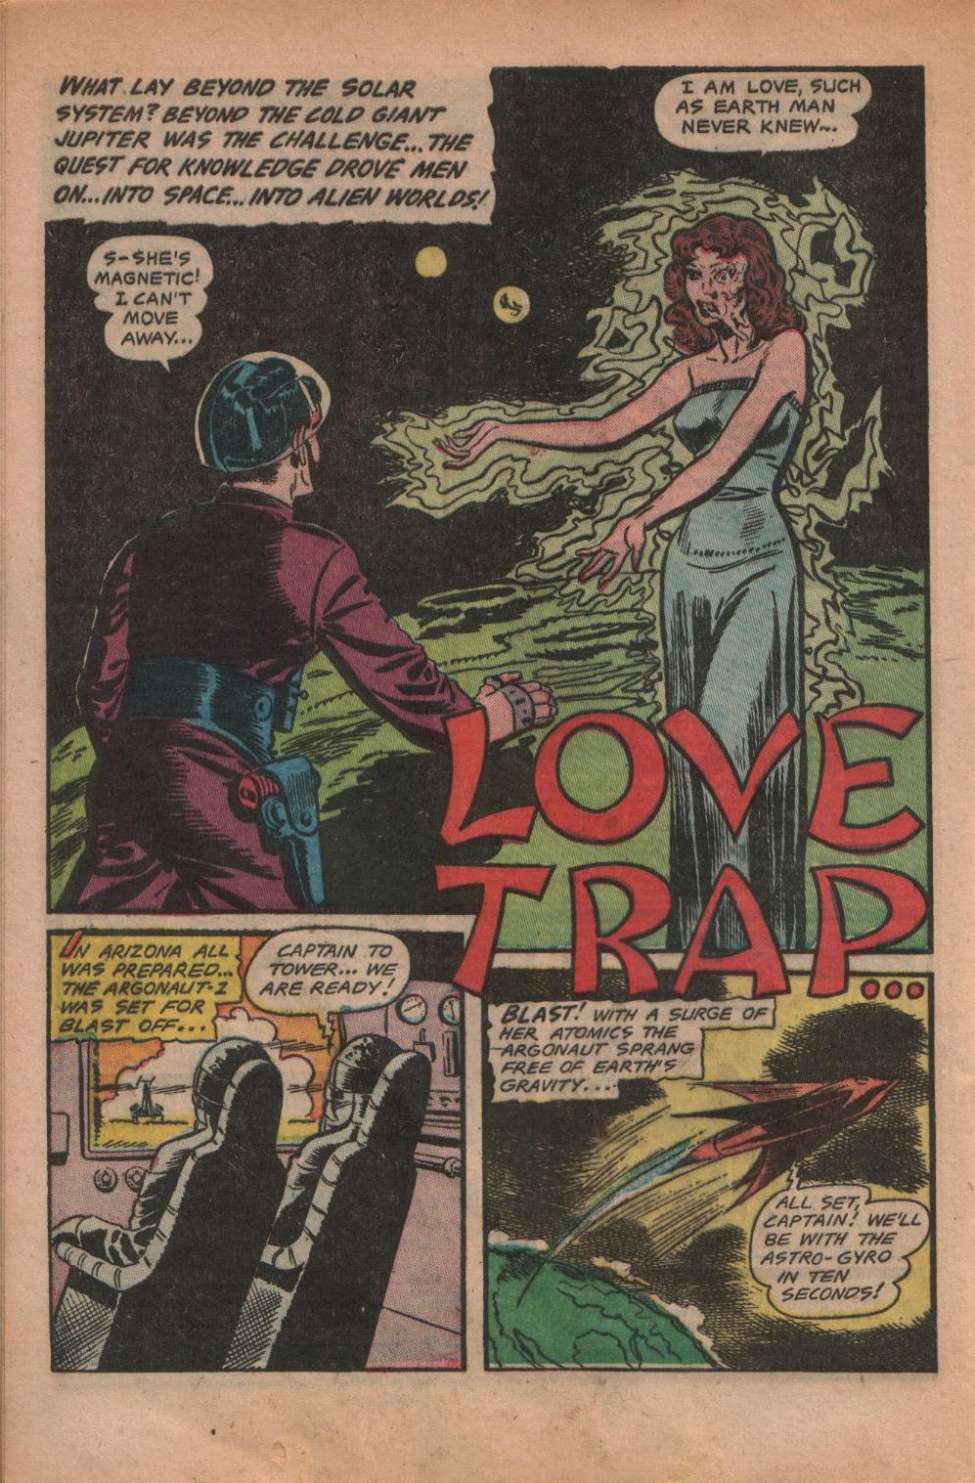 WHAT LAY BEYOND THE SOLAR
SYSTEM? BEYOND THE COLD GIANT
JUPITER WAS THE CHALLENGE... THE
QUEST FOR KNOWLEDGE DROVE MEN
ON... INTO SPACE... INTO ALIEN WORLDS!
I AM LOVE, SUCH
AS EARTH MAN
NEVER KNEW...
S-SHE'S
MAGNETIC!
I CAN'T
MOVE
AWAY...
LOVE
TRAP...
IN ARIZONA ALL
WAS PREPARED...
THE ARGONAUT-1
WAS SET FOR
BLAST OFF...
CAPTAIN TO
TOWER... WE
ARE READY!
BLAST! WITH A SURGE OF
HER ATOMICS THE
ARGONAUT SPRANG
FREE OF EARTH'S
GRAVITY...
ALL SET,
CAPTAIN! WE'LL
BE WITH THE
ASTRO-GYRO
IN TEN
SECONDS!